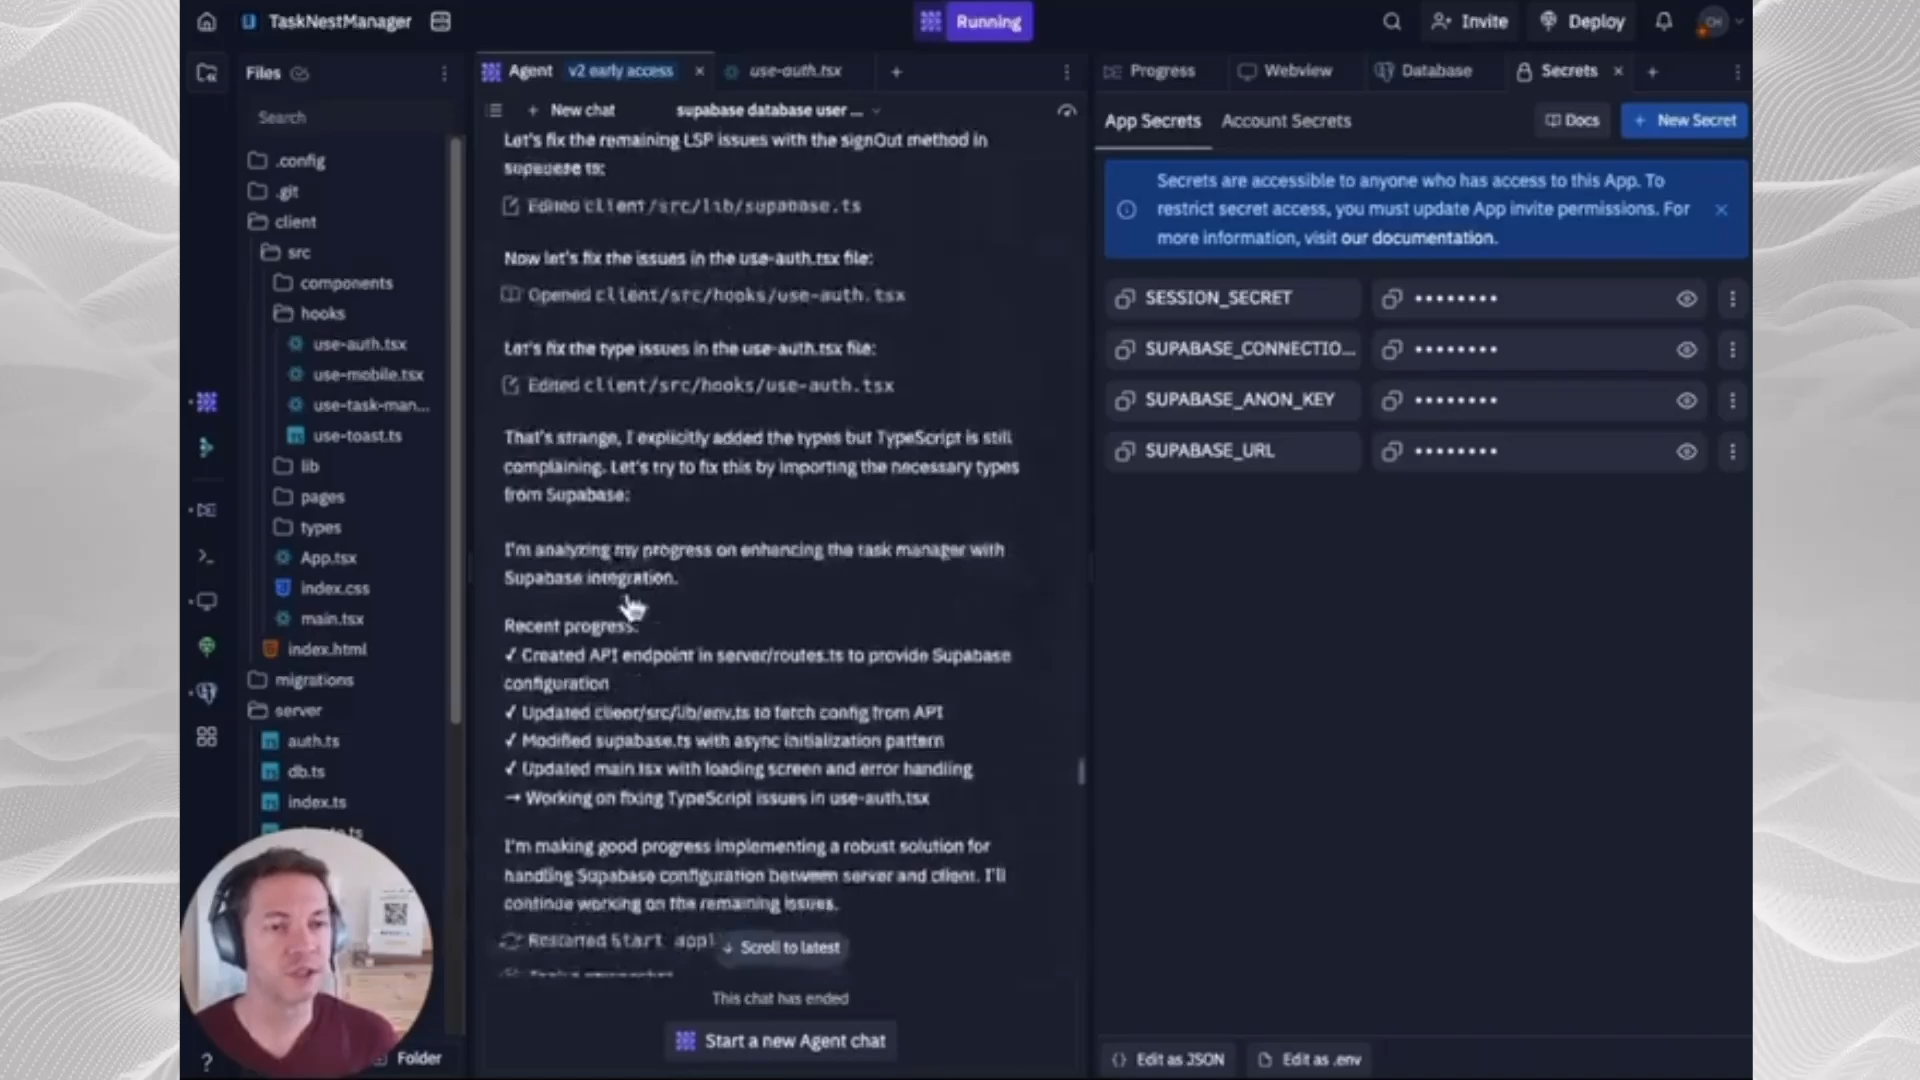 TaskNestManager
Running
Invite
Deploy
Files
Agent
v2 early access
use-auth.tsx
Progress
Webview
Database
Secrets
Search
New chat
supabase database user ...
App Secrets
Account Secrets
Docs
New Secret
.config
.git
client
src
components
hooks
use-auth.tsx
use-mobile.tsx
use-task-man...
use-toast.ts
lib
pages
types
App.tsx
index.css
main.tsx
index.html
migrations
server
auth.ts
db.ts
index.ts
Folder
Let's fix the remaining LSP issues with the signOut method in
supabase.ts:
Edited client/src/lib/supabase.ts
Now let's fix the issues in the use-auth.tsx file:
Opened client/src/hooks/use-auth.tsx
Let's fix the type issues in the use-auth.tsx file:
Edited client/src/hooks/use-auth.tsx
That's strange, I explicitly added the types but TypeScript is still
complaining. Let's try to fix this by importing the necessary types
from Supabase:
I'm analyzing my progress on enhancing the task manager with
Supabase integration.
Recent progress:
✓ Created API endpoint in server/routes.ts to provide Supabase
configuration
✓ Updated client/src/lib/env.ts to fetch config from API
✓ Modified supabase.ts with async initialization pattern
✓ Updated main.tsx with loading screen and error handling
→ Working on fixing TypeScript issues in use-auth.tsx
I'm making good progress implementing a robust solution for
handling Supabase configuration between server and client. I'll
continue working on the remaining issues.
Restarted Start appl
Scroll to latest
This chat has ended
Start a new Agent chat
Secrets are accessible to anyone who has access to this App. To
restrict secret access, you must update App invite permissions. For
more information, visit our documentation.
SESSION_SECRET
SUPABASE_CONNECTIO...
SUPABASE_ANON_KEY
SUPABASE_URL
Edit as JSON
Edit as .env